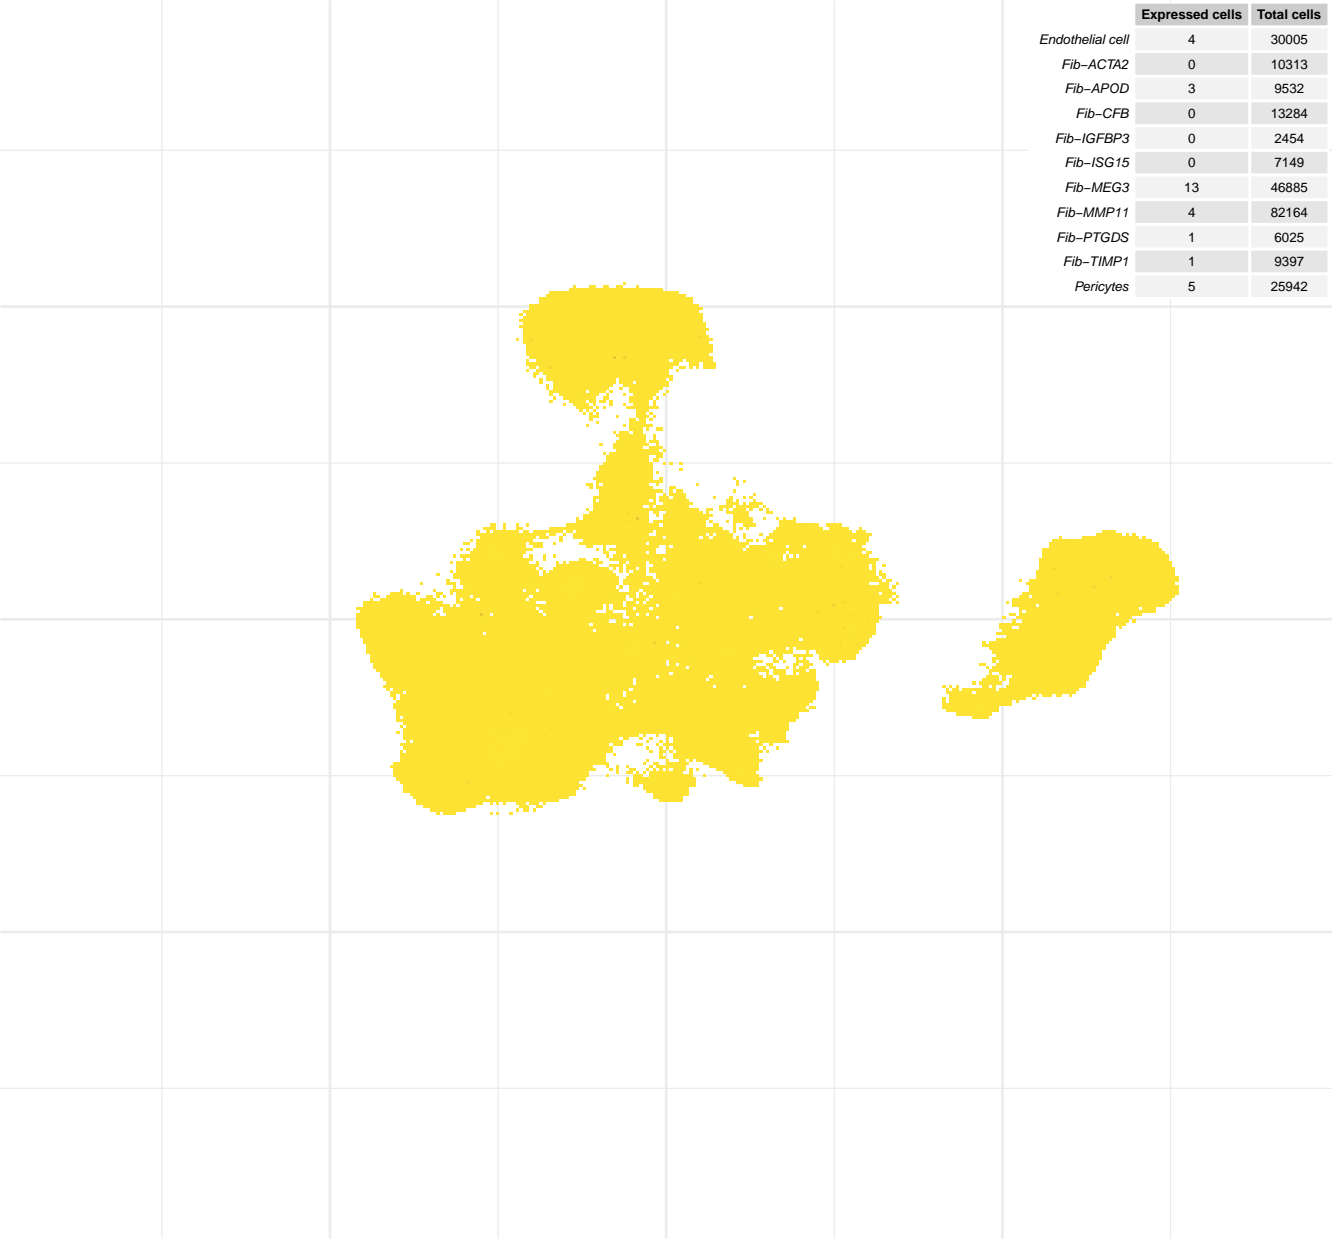 Expressed cells Total cells
Endothelial cell 4 30005
Fib−ACTA2 0 10313
Fib−APOD 3 9532
Fib−CFB 0 13284
Fib−IGFBP3 0 2454
Fib−ISG15 0 7149
Fib−MEG3 13 46885
Fib−MMP11 4 82164
Fib−PTGDS 1 6025
Fib−TIMP1 1 9397
Pericytes 5 25942